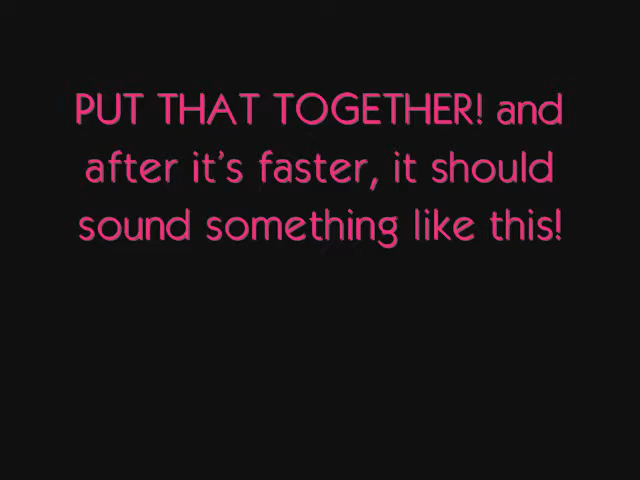 PUT THAT TOGETHER! and
after it's faster, it should
sound something like this!